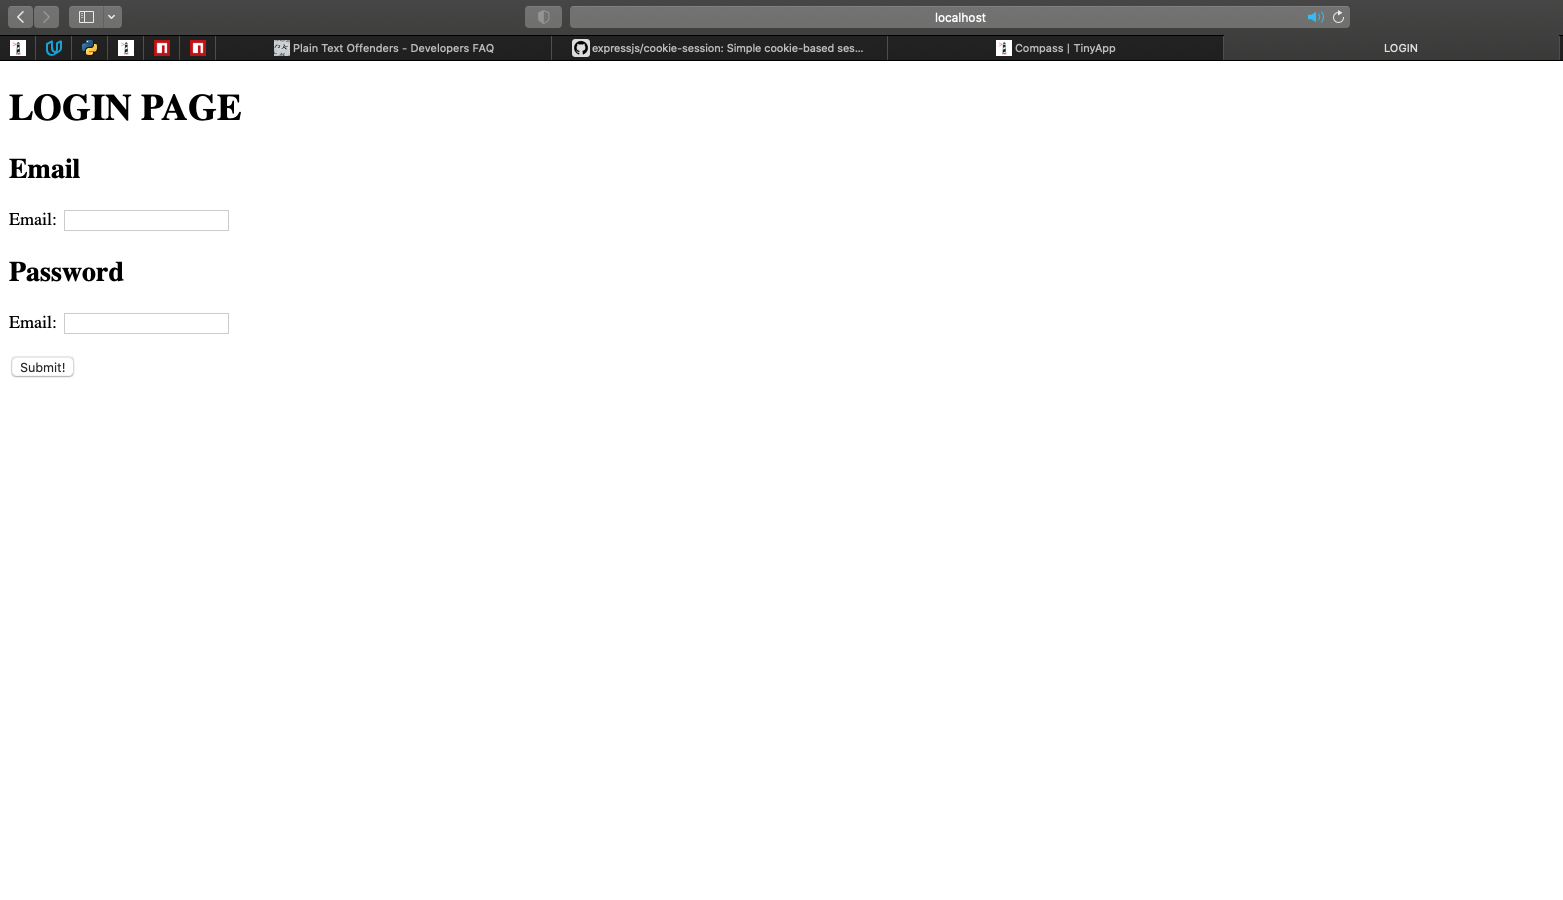 localhost
Plain Text Offenders - Developers FAQ
expressjs/cookie-session: Simple cookie-based ses...
Compass | TinyApp
LOGIN
LOGIN PAGE
Email
Email:
Password
Email:
Submit!